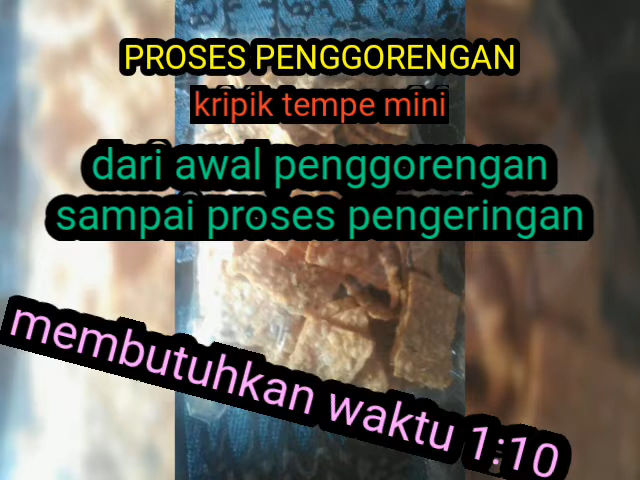 PROSES PENGGORENGAN
kripik tempe mini
dari awal penggorengan
sampai proses pengeringan
membutuhkan waktu 1:10